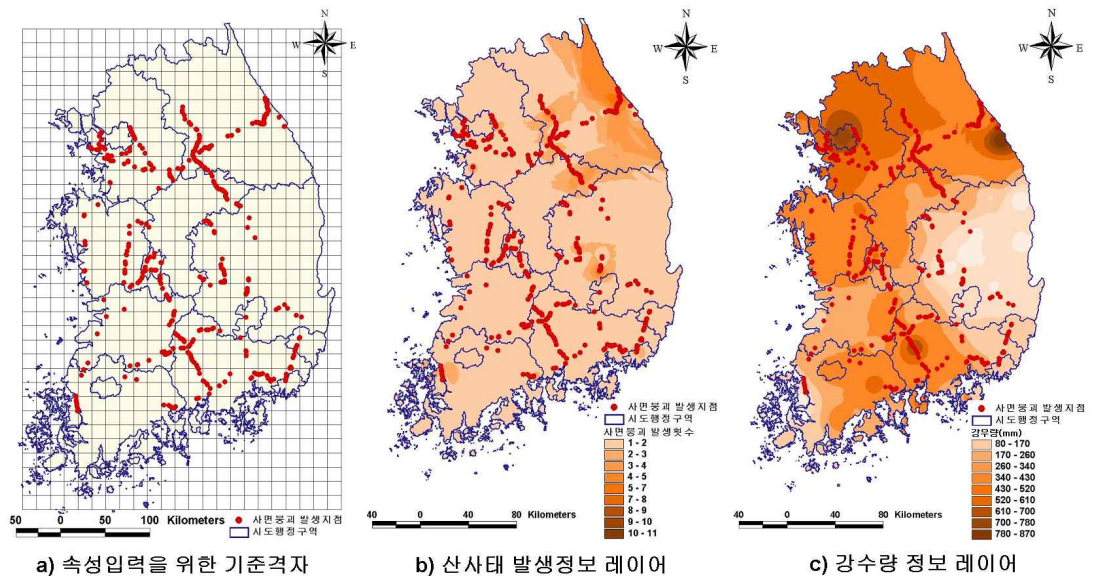 N
W E
S
사면붕괴 발생지점
시도행정구역
50 0 50 100 Kilometers
a) 속성입력을 위한 기준격자
N
W E
S
사면붕괴 발생지점
시도행정구역
사면붕괴 발생횟수
1 - 2
2 - 3
3 - 4
4 - 5
5 - 7
7 - 8
8 - 9
9 - 10
10 - 11
40 0 40 80 Kilometers
b) 산사태 발생정보 레이어
N
W E
S
사면붕괴 발생지점
시도행정구역
강우량(mm)
80 - 170
170 - 260
260 - 340
340 - 430
430 - 520
520 - 610
610 - 700
700 - 780
780 - 870
40 0 40 80 Kilometers
c) 강수량 정보 레이어